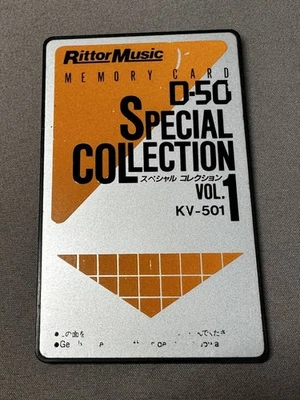 RittorMusic
MEMORY CARD
D-50
SPECIAL
COLLECTION
スペシャル コレクション
VOL.1
KV-501